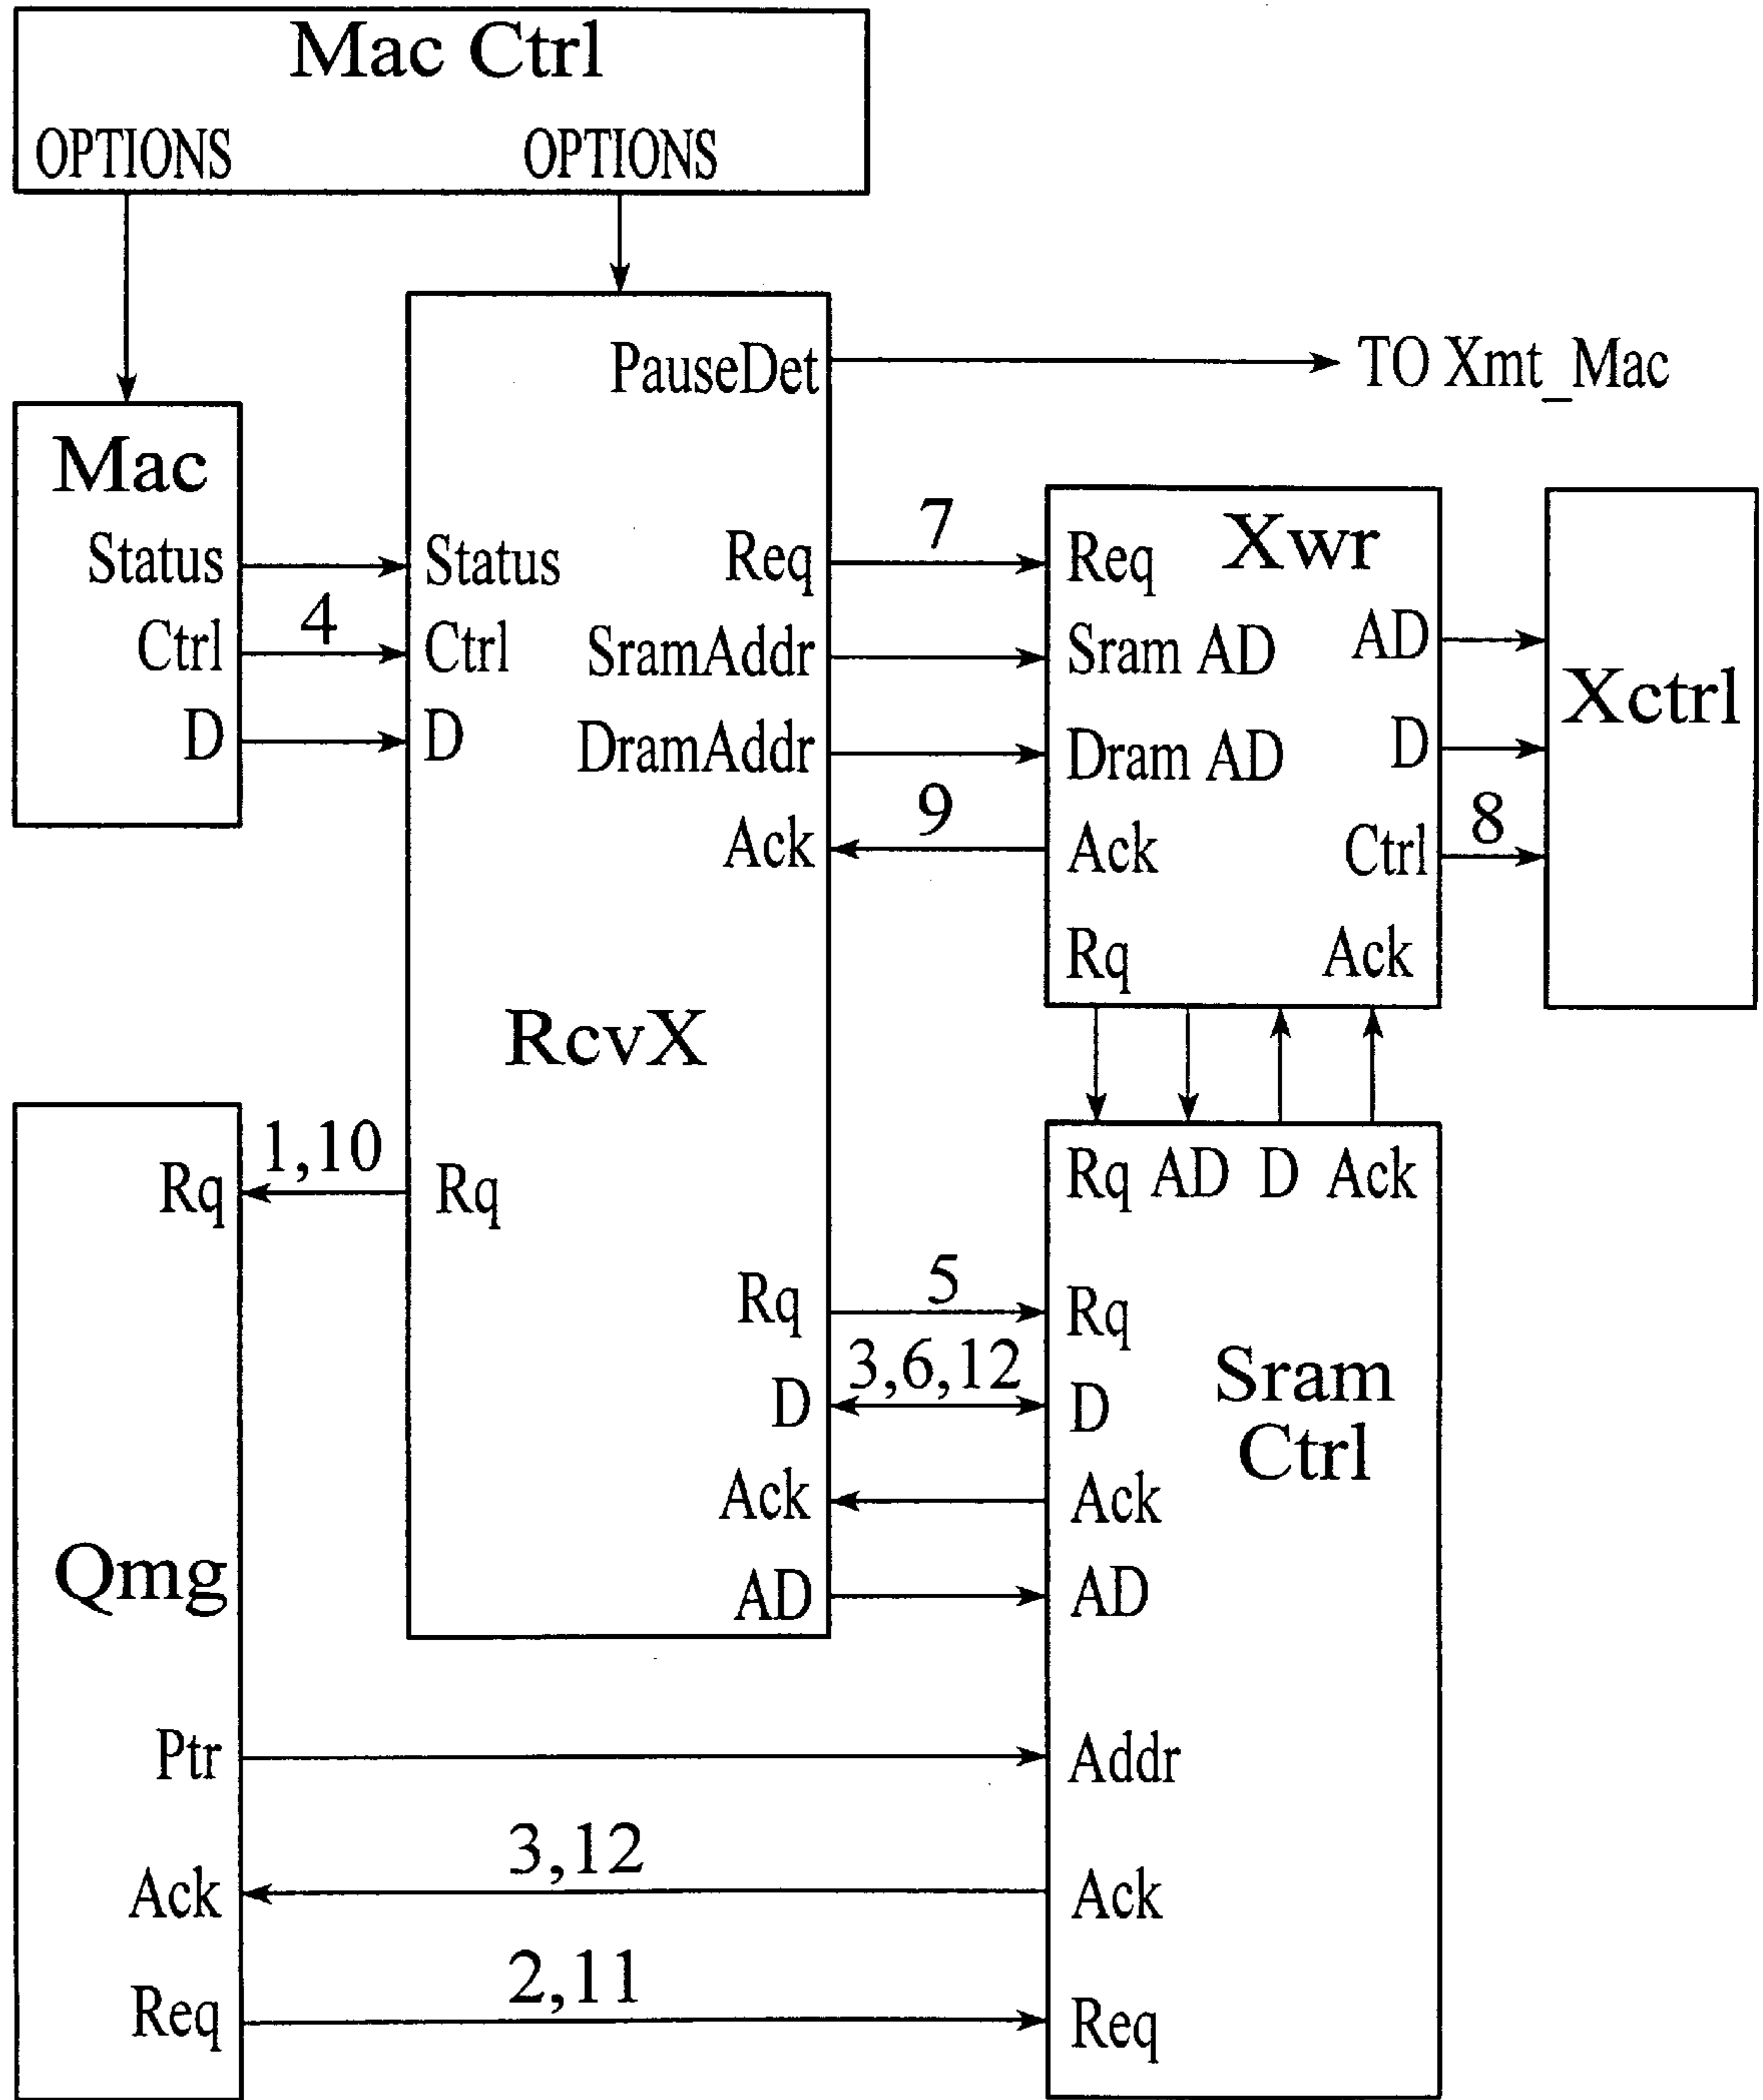 Mac Ctrl
OPTIONS OPTIONS
PauseDet TO Xmt_Mac
Mac
Status Status
Ctrl 4 Ctrl
D D
Req 7 Req Xwr
SramAddr Sram AD AD
DramAddr Dram AD D
Ack 9 Ack Ctrl 8
Rq Ack
Xctrl
RcvX
Rq 1,10 Rq
Rq AD D Ack
Rq 5 Rq
D 3,6,12 D
Sram
Ctrl
Ack Ack
AD AD
Qmg
Ptr Addr
Ack 3,12 Ack
Req 2,11 Req